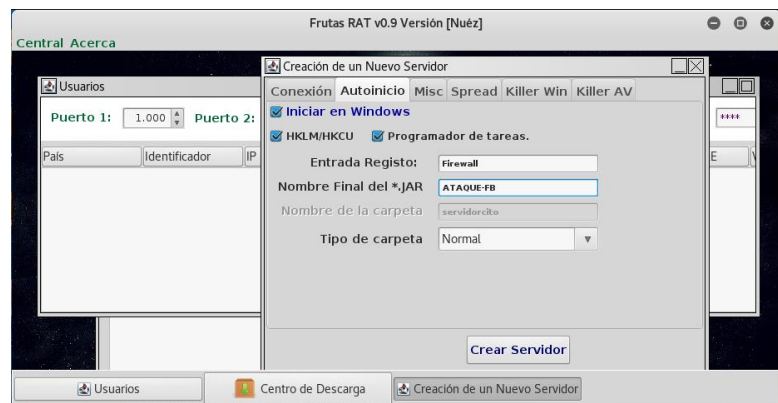 Frutas RAT v0.9 Versión [Nuéz]
Central Acerca
Creación de un Nuevo Servidor
Usuarios
Conexión Autoinicio Misc Spread Killer Win Killer AV
Puerto 1: 1.000 Puerto 2:
****
Iniciar en Windows
HKLM/HKCU Programador de tareas.
País Identificador IP
E
Entrada Registo: Firewall
Nombre Final del *.JAR ATAQUE-FB
Nombre de la carpeta servidorcito
Tipo de carpeta Normal
Crear Servidor
Usuarios Centro de Descarga Creación de un Nuevo Servidor